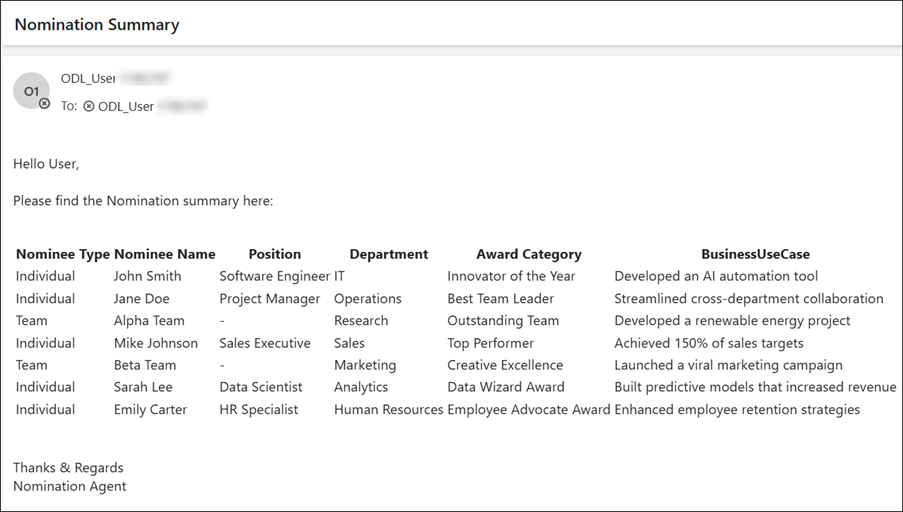 Nomination Summary
O1
ODL_User
To: ODL_User
Hello User,
Please find the Nomination summary here:
Nominee Type Nominee Name Position Department Award Category BusinessUseCase
Individual John Smith Software Engineer IT Innovator of the Year Developed an AI automation tool
Individual Jane Doe Project Manager Operations Best Team Leader Streamlined cross-department collaboration
Team Alpha Team - Research Outstanding Team Developed a renewable energy project
Individual Mike Johnson Sales Executive Sales Top Performer Achieved 150% of sales targets
Team Beta Team - Marketing Creative Excellence Launched a viral marketing campaign
Individual Sarah Lee Data Scientist Analytics Data Wizard Award Built predictive models that increased revenue
Individual Emily Carter HR Specialist Human Resources Employee Advocate Award Enhanced employee retention strategies
Thanks & Regards
Nomination Agent